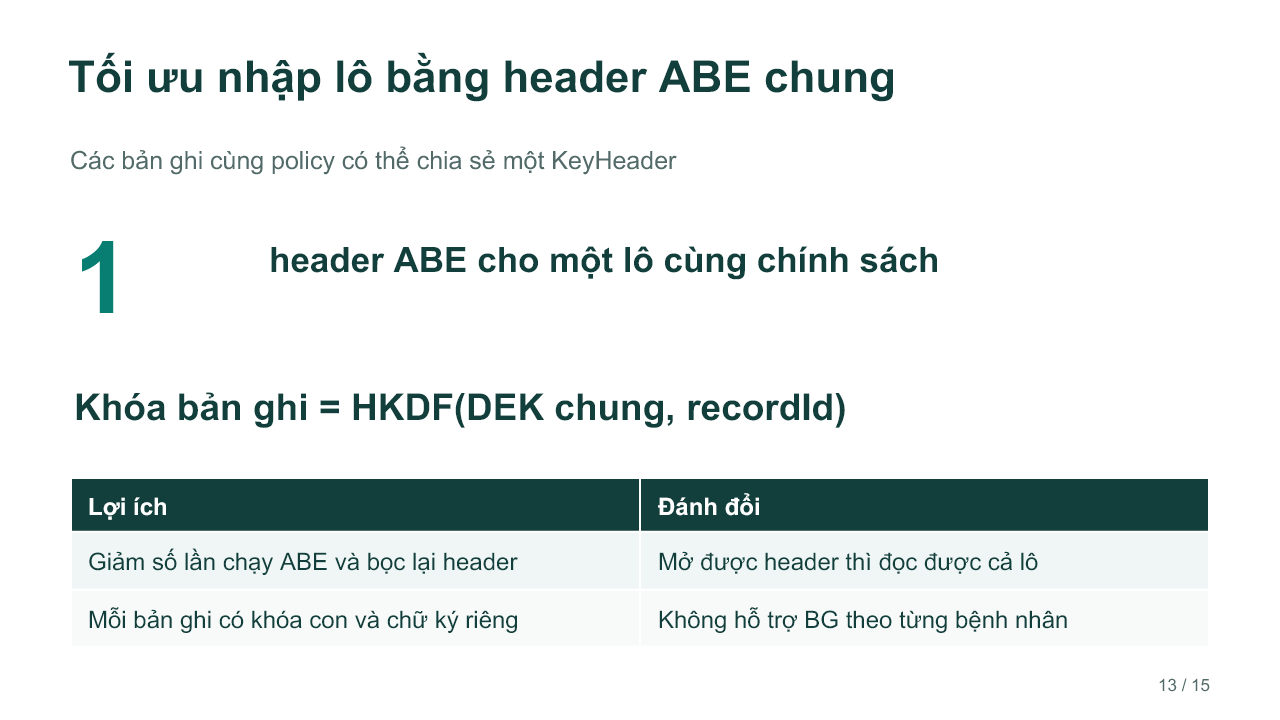 Tối ưu nhập lô bằng header ABE chung
Các bản ghi cùng policy có thể chia sẻ một KeyHeader
1
header ABE cho một lô cùng chính sách
Khóa bản ghi = HKDF(DEK chung, recordId)
Lợi ích
Đánh đổi
Giảm số lần chạy ABE và bọc lại header
Mở được header thì đọc được cả lô
Mỗi bản ghi có khóa con và chữ ký riêng
Không hỗ trợ BG theo từng bệnh nhân
13 / 15